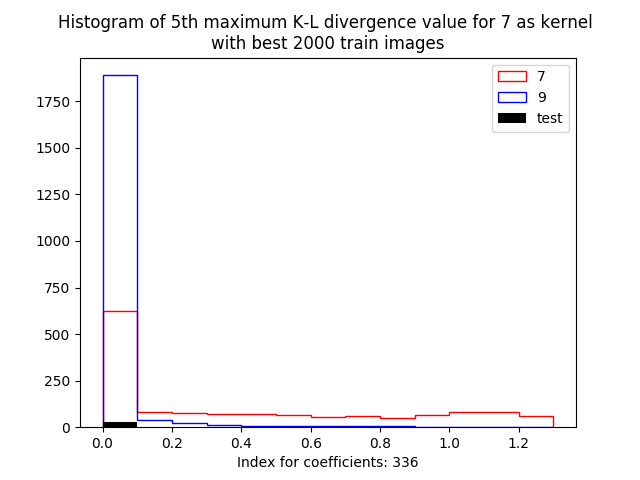 Histogram of 5th maximum K-L divergence value for 7 as kernel
with best 2000 train images
7
9
test
1750
1500
1250
1000
750
500
250
0
0.0 0.2 0.4 0.6 0.8 1.0 1.2
Index for coefficients: 336